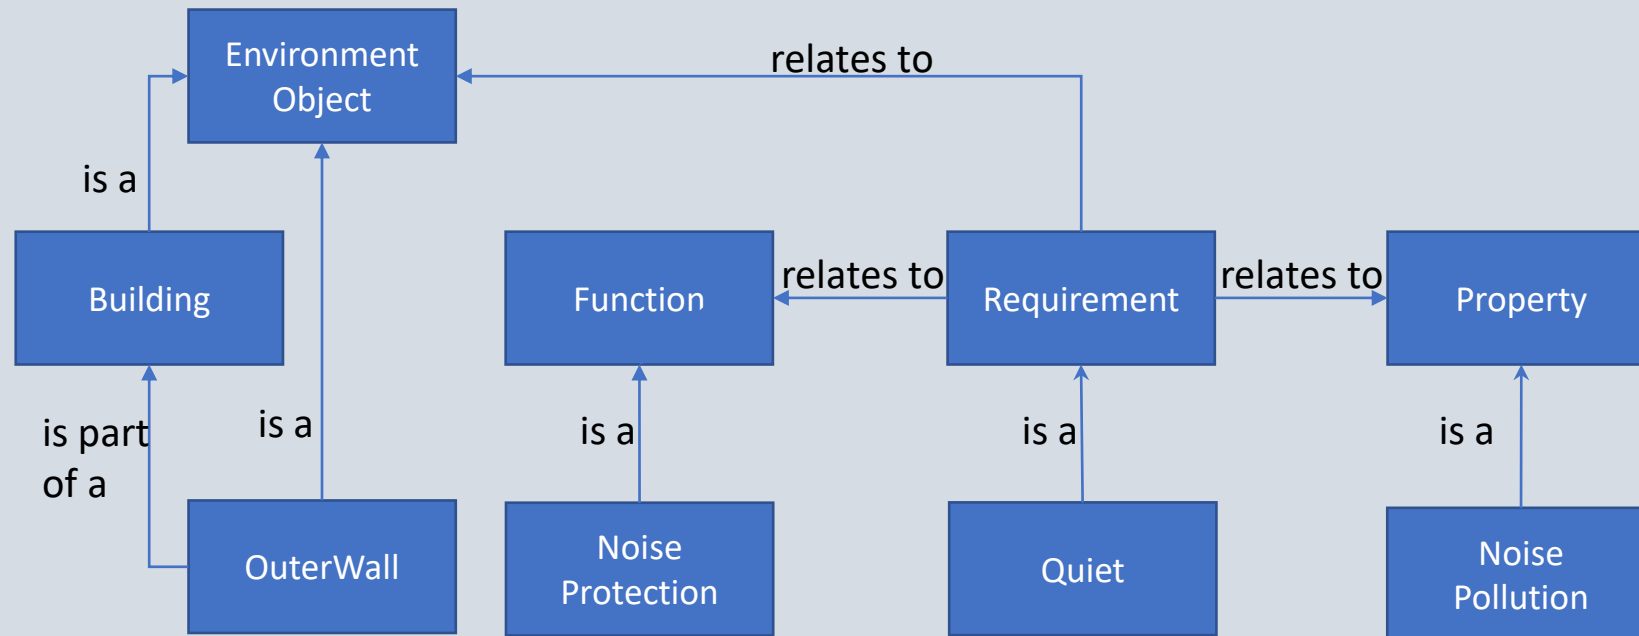 Environment
Object
relates to
is a
Building
Function
relates to
Requirement
relates to
Property
is part
of a
is a
is a
is a
is a
OuterWall
Noise
Protection
Quiet
Noise
Pollution